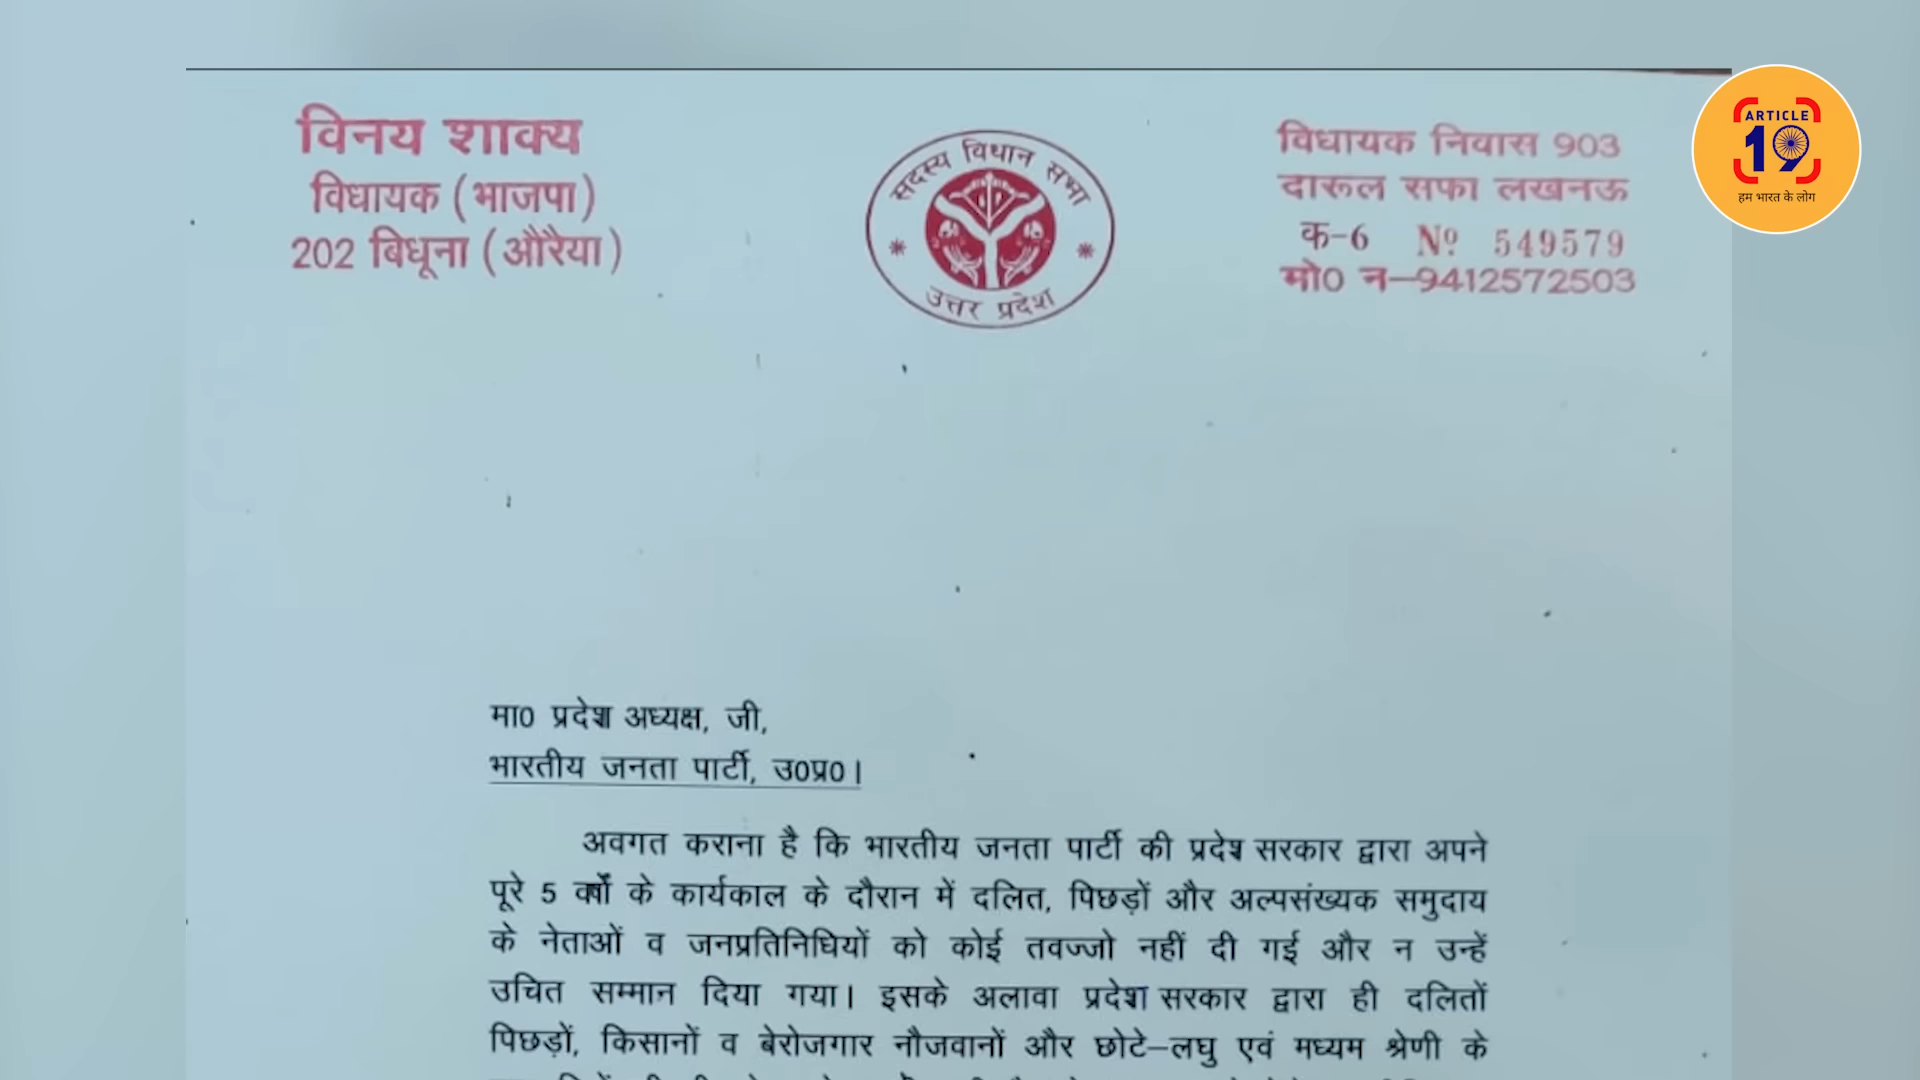 विनय शाक्य
विधायक (भाजपा)
202 बिधूना (औरैया)
सदस्य विधान सभा
उत्तर प्रदेश
विधायक निवास 903
दारूल सफा लखनऊ
क-6 Nº 549579
मो0 न—9412572503
ARTICLE
19
हम भारत के लोग
मा0 प्रदेश अध्यक्ष, जी,
भारतीय जनता पार्टी, उ0प्र0।
अवगत कराना है कि भारतीय जनता पार्टी की प्रदेश सरकार द्वारा अपने
पूरे 5 वर्षों के कार्यकाल के दौरान में दलित, पिछड़ों और अल्पसंख्यक समुदाय
के नेताओं व जनप्रतिनिधियों को कोई तवज्जो नहीं दी गई और न उन्हें
उचित सम्मान दिया गया। इसके अलावा प्रदेश सरकार द्वारा ही दलितों
पिछड़ों, किसानों व बेरोजगार नौजवानों और छोटे—लघु एवं मध्यम श्रेणी के